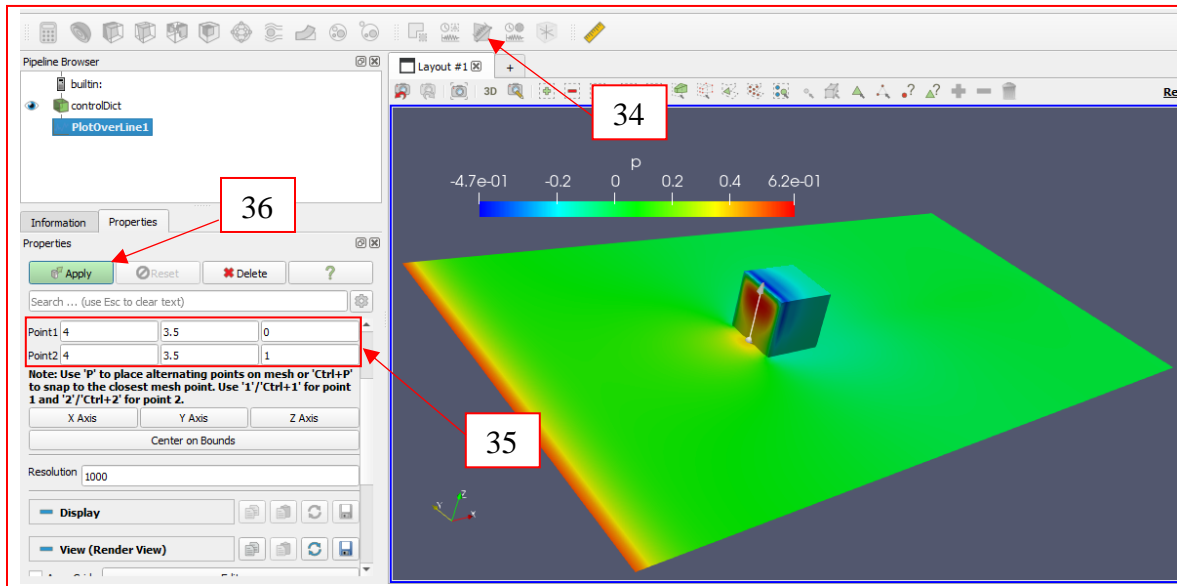 Pipeline Browser
builtin:
controlDict
PlotOverLine1
Layout #1
+
3D
Re
34
36
Information Properties
Properties
Apply Reset Delete ?
Search ... (use Esc to clear text)
Point1 4 3.5 0
Point2 4 3.5 1
Note: Use 'P' to place alternating points on mesh or 'Ctrl+P'
to snap to the closest mesh point. Use '1'/'Ctrl+1' for point
1 and '2'/'Ctrl+2' for point 2.
X Axis Y Axis Z Axis
Center on Bounds
35
Resolution 1000
Display
View (Render View)
p
-4.7e-01 -0.2 0 0.2 0.4 6.2e-01
Z
Y
X